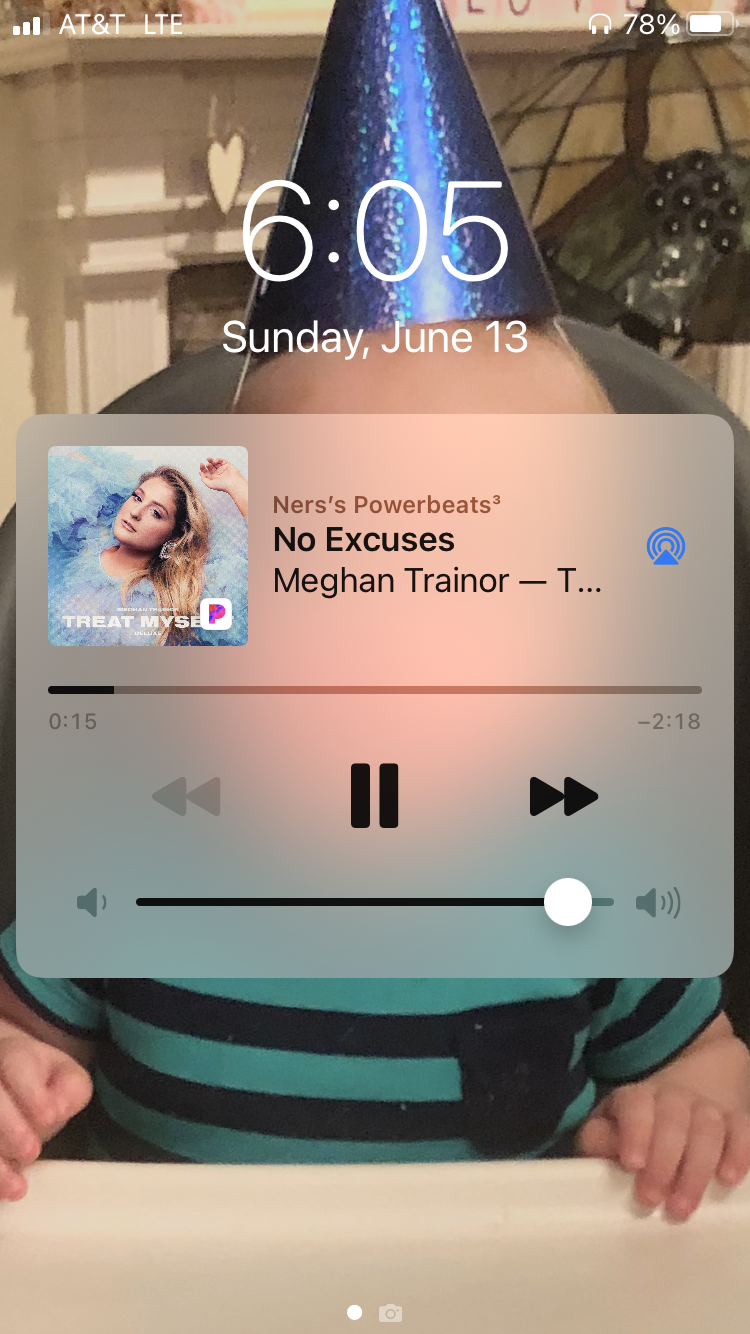 AT&T LTE 78%
6:05
Sunday, June 13
Ners's Powerbeats³
No Excuses
Meghan Trainor — T...
MEGHAN TRAINOR
TREAT MYSE
DELUXE
0:15 –2:18